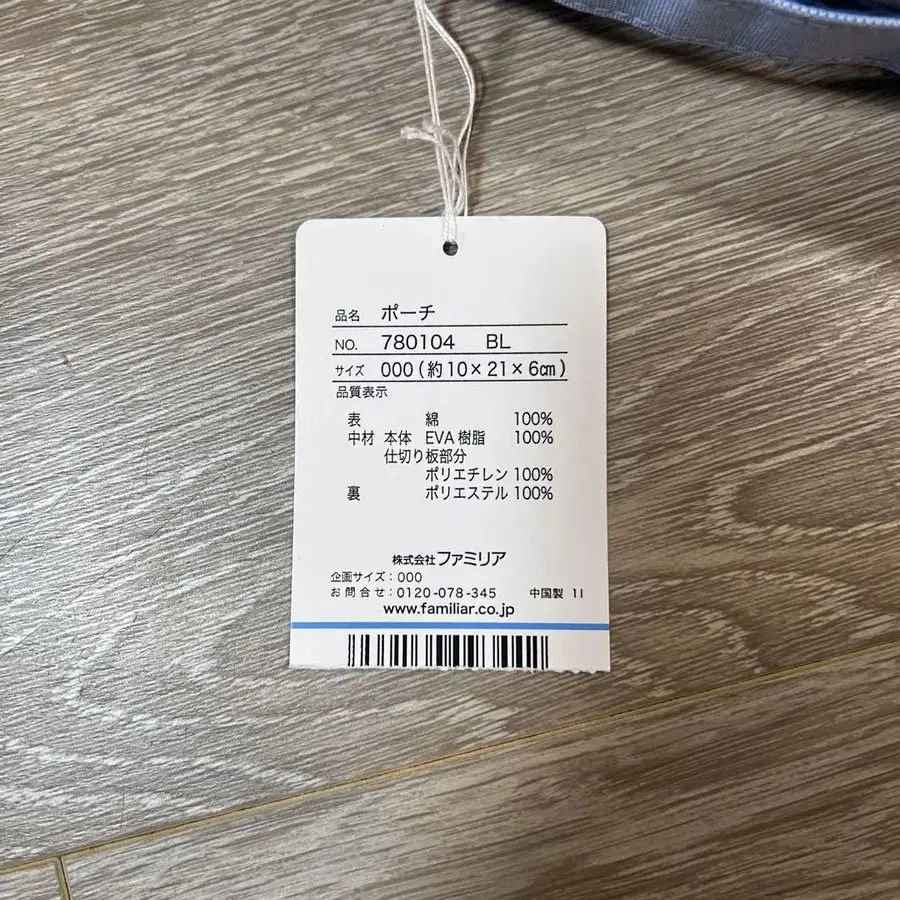 品名 ポーチ
NO. 780104 BL
サイズ 000(約10×21×6㎝)
品質表示
表 綿 100%
中材 本体 EVA樹脂 100%
仕切り板部分
ポリエチレン 100%
裏 ポリエステル 100%
株式会社ファミリア
企画サイズ:000
お問合せ:0120-078-345 中国製 1I
www.familiar.co.jp